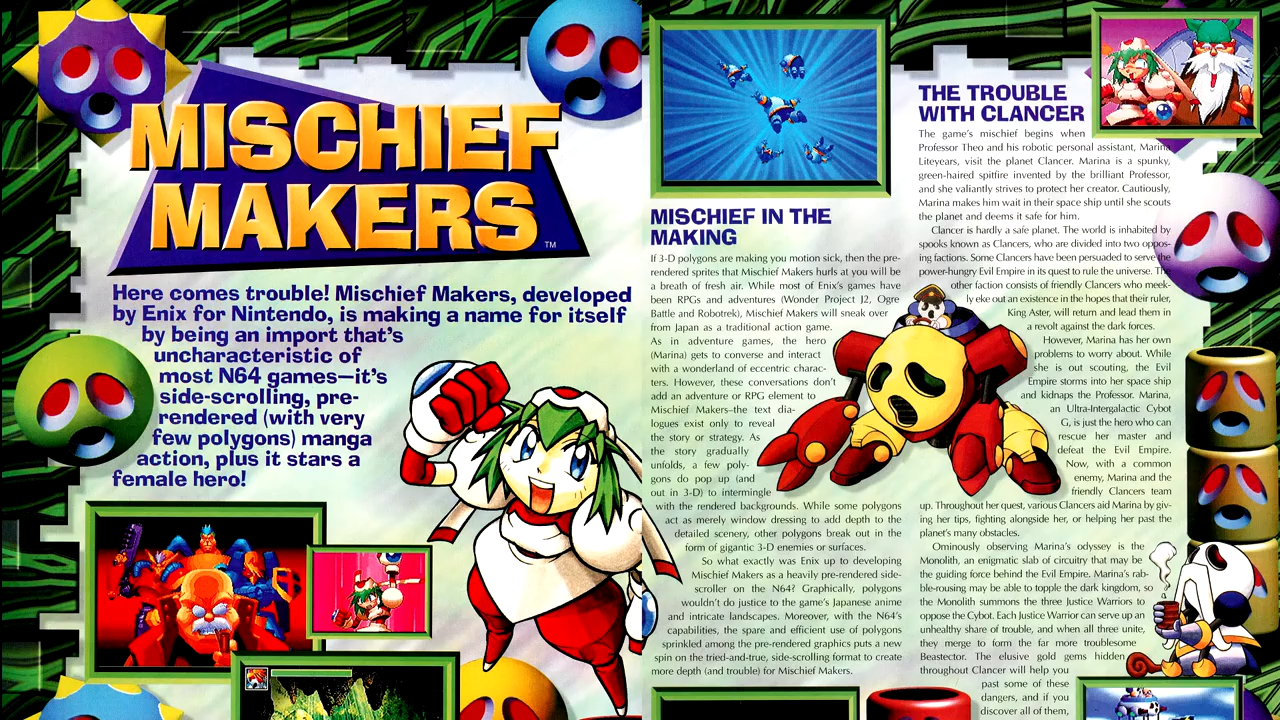 MISCHIEF
MAKERS
TM
Here comes trouble! Mischief Makers, developed
by Enix for Nintendo, is making a name for itself
by being an import that's
uncharacteristic of
most N64 games—it's
side-scrolling, pre-
rendered (with very
few polygons) manga
action, plus it stars a
female hero!
MISCHIEF IN THE
MAKING
If 3-D polygons are making you motion sick, then the pre-
rendered sprites that Mischief Makers hurls at you will be
a breath of fresh air. While most of Enix's games have
been RPGs and adventures (Wonder Project J2, Ogre
Battle and Robotrek), Mischief Makers will sneak over
from Japan as a traditional action game.
As in adventure games, the hero
(Marina) gets to converse and interact
with a wonderland of eccentric charac-
ters. However, these conversations don't
add an adventure or RPG element to
Mischief Makers–the text dia-
logues exist only to reveal
the story or strategy. As
the story gradually
unfolds, a few poly-
gons do pop up (and
out in 3-D) to intermingle
with the rendered backgrounds. While some polygons
act as merely window dressing to add depth to the
detailed scenery, other polygons break out in the
form of gigantic 3-D enemies or surfaces.
So what exactly was Enix up to developing
Mischief Makers as a heavily pre-rendered side-
scroller on the N64? Graphically, polygons
wouldn't do justice to the game's Japanese anime
and intricate landscapes. Moreover, with the N64's
capabilities, the spare and efficient use of polygons
sprinkled among the pre-rendered graphics puts a new
spin on the tried-and-true, side-scrolling format to create
more depth (and trouble) for Mischief Makers.
THE TROUBLE
WITH CLANCER
The game's mischief begins when
Professor Theo and his robotic personal assistant, Marina
Liteyears, visit the planet Clancer. Marina is a spunky,
green-haired spitfire invented by the brilliant Professor,
and she valiantly strives to protect her creator. Cautiously,
Marina makes him wait in their space ship until she scouts
the planet and deems it safe for him.
Clancer is hardly a safe planet. The world is inhabited by
spooks known as Clancers, who are divided into two oppos-
ing factions. Some Clancers have been persuaded to serve the
power-hungry Evil Empire in its quest to rule the universe. The
other faction consists of friendly Clancers who meek-
ly eke out an existence in the hopes that their ruler,
King Aster, will return and lead them in
a revolt against the dark forces.
However, Marina has her own
problems to worry about. While
she is out scouting, the Evil
Empire storms into her space ship
and kidnaps the Professor. Marina,
an Ultra-Intergalactic Cybot
G, is just the hero who can
rescue her master and
defeat the Evil Empire.
Now, with a common
enemy, Marina and the
friendly Clancers team
up. Throughout her quest, various Clancers aid Marina by giv-
ing her tips, fighting alongside her, or helping her past the
planet's many obstacles.
Ominously observing Marina's odyssey is the
Monolith, an enigmatic slab of circuitry that may be
the guiding force behind the Evil Empire. Marina's rab-
ble-rousing may be able to topple the dark kingdom, so
the Monolith summons the three Justice Warriors to
oppose the Cybot. Each Justice Warrior can serve up an
unhealthy share of trouble, and when all three unite,
they merge to form the far more troublesome
Beastector. The elusive gold gems hidden
throughout Clancer will help you
past some of these
dangers, and if you
discover all of them,